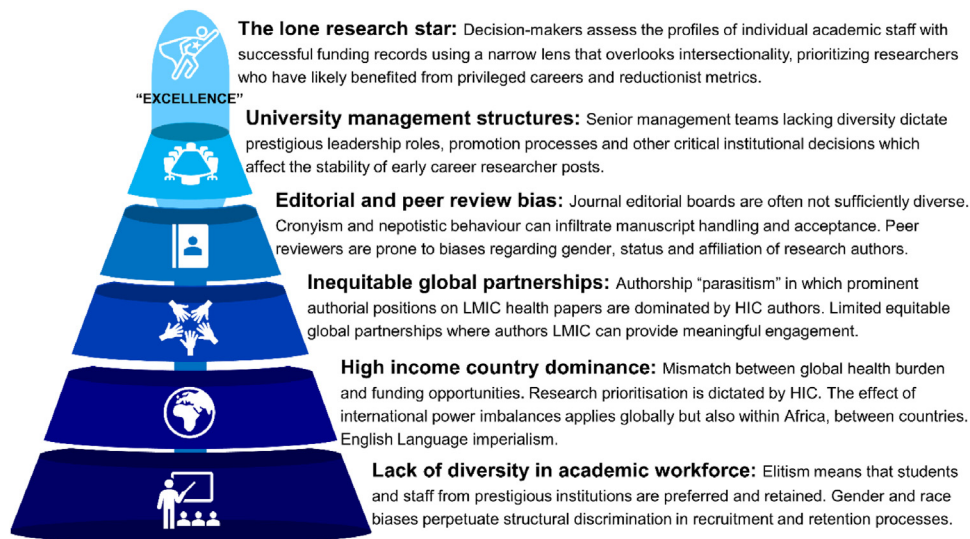 The lone research star: Decision-makers assess the profiles of individual academic staff with
successful funding records using a narrow lens that overlooks intersectionality, prioritizing researchers
who have likely benefited from privileged careers and reductionist metrics.
“EXCELLENCE”
University management structures: Senior management teams lacking diversity dictate
prestigious leadership roles, promotion processes and other critical institutional decisions which
affect the stability of early career researcher posts.
Editorial and peer review bias: Journal editorial boards are often not sufficiently diverse.
Cronyism and nepotistic behaviour can infiltrate manuscript handling and acceptance. Peer
reviewers are prone to biases regarding gender, status and affiliation of research authors.
Inequitable global partnerships: Authorship “parasitism” in which prominent
authorial positions on LMIC health papers are dominated by HIC authors. Limited equitable
global partnerships where authors LMIC can provide meaningful engagement.
High income country dominance: Mismatch between global health burden
and funding opportunities. Research prioritisation is dictated by HIC. The effect of
international power imbalances applies globally but also within Africa, between countries.
English Language imperialism.
Lack of diversity in academic workforce: Elitism means that students
and staff from prestigious institutions are preferred and retained. Gender and race
biases perpetuate structural discrimination in recruitment and retention processes.